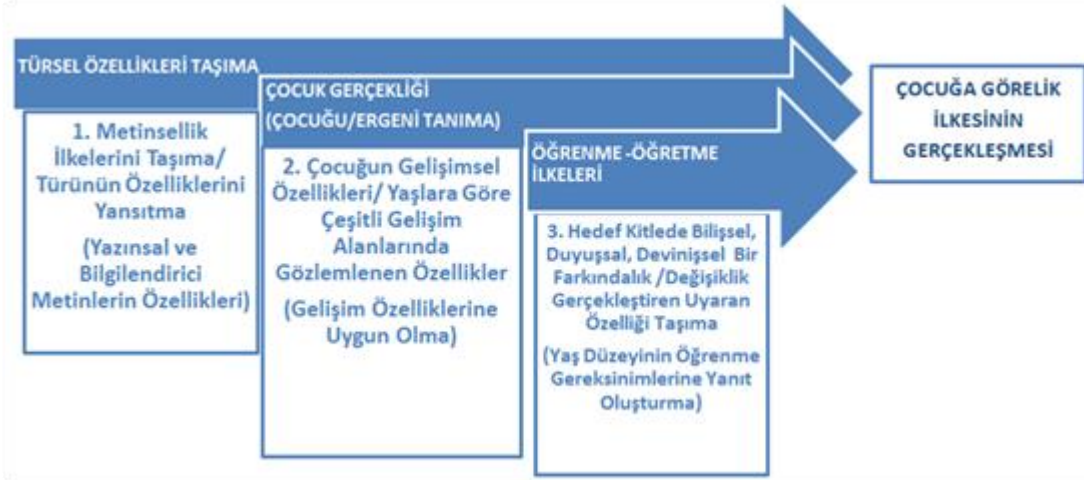 TÜRSEL ÖZELLİKLERİ TAŞIMA
1. Metinsellik
İlkelerini Taşıma/
Türünün Özelliklerini
Yansıtma
(Yazınsal ve
Bilgilendirici
Metinlerin Özellikleri)
ÇOCUK GERÇEKLİĞİ
(ÇOCUĞU/ERGENİ TANIMA)
2. Çocuğun Gelişimsel
Özellikleri/ Yaşlara Göre
Çeşitli Gelişim
Alanlarında
Gözlemlenen Özellikler
(Gelişim Özelliklerine
Uygun Olma)
ÖĞRENME -ÖĞRETME
İLKELERİ
3. Hedef Kitlede Bilişsel,
Duyuşsal, Devinişsel Bir
Farkındalık /Değişiklik
Gerçekleştiren Uyaran
Özelliği Taşıma
(Yaş Düzeyinin Öğrenme
Gereksinimlerine Yanıt
Oluşturma)
ÇOCUĞA GÖRELİK
İLKESİNİN
GERÇEKLEŞMESİ